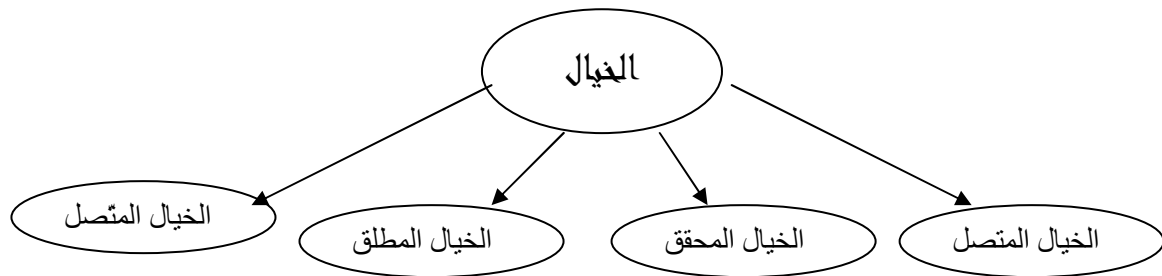 الخيال
الخيال المتصل
الخيال المحقق
الخيال المطلق
الخيال المتّصل